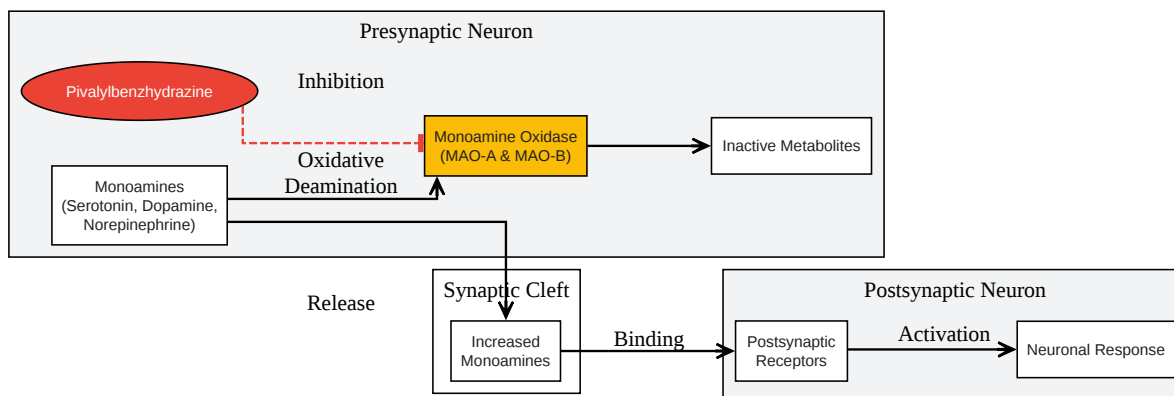 Presynaptic Neuron
Pivalylbenzhydrazine
Inhibition
Monoamine Oxidase
(MAO-A & MAO-B)
Inactive Metabolites
Oxidative
Deamination
Monoamines
(Serotonin, Dopamine,
Norepinephrine)
Release
Synaptic Cleft
Increased
Monoamines
Binding
Postsynaptic Neuron
Postsynaptic
Receptors
Activation
Neuronal Response